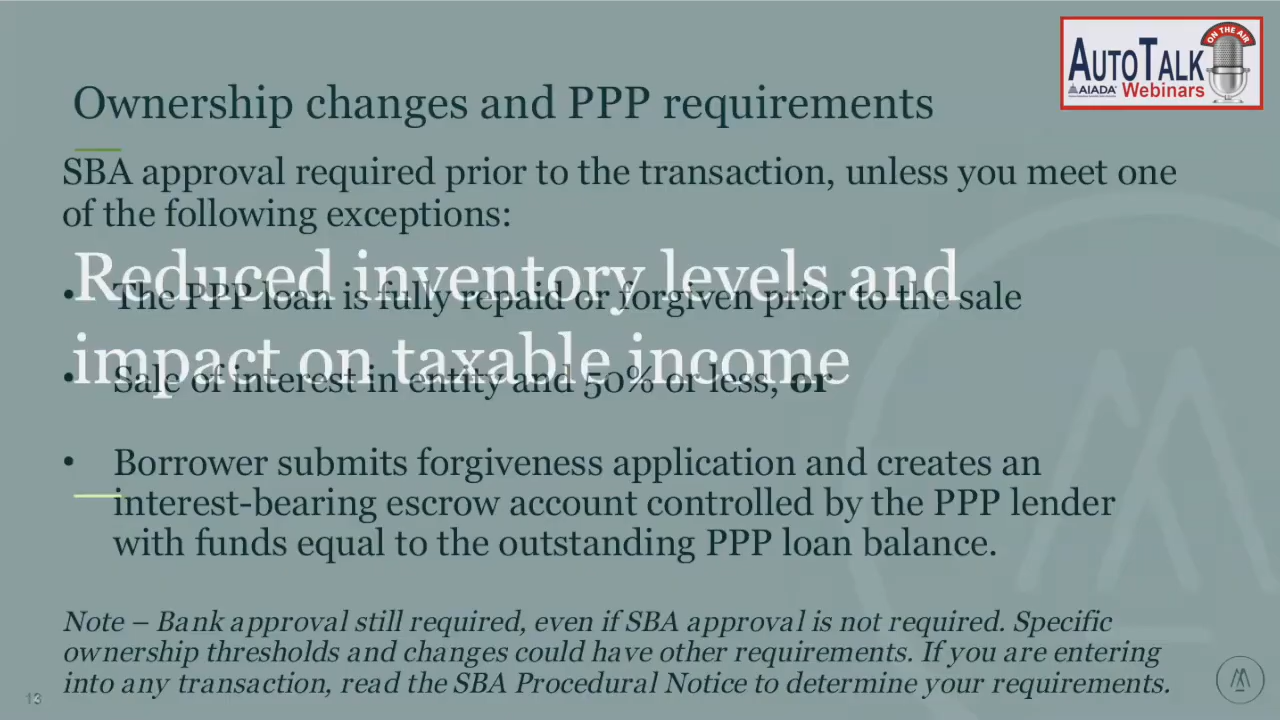 ON THE AIR
AUTOTALK
AIADA Webinars
Ownership changes and PPP requirements
SBA approval required prior to the transaction, unless you meet one
of the following exceptions:
Reduced inventory levels and
• The PPP loan is fully repaid or forgiven prior to the sale
impact on taxable income
• Sale of interest in entity and 50% or less, or
• Borrower submits forgiveness application and creates an
interest-bearing escrow account controlled by the PPP lender
with funds equal to the outstanding PPP loan balance.
Note – Bank approval still required, even if SBA approval is not required. Specific
ownership thresholds and changes could have other requirements. If you are entering
into any transaction, read the SBA Procedural Notice to determine your requirements.
13